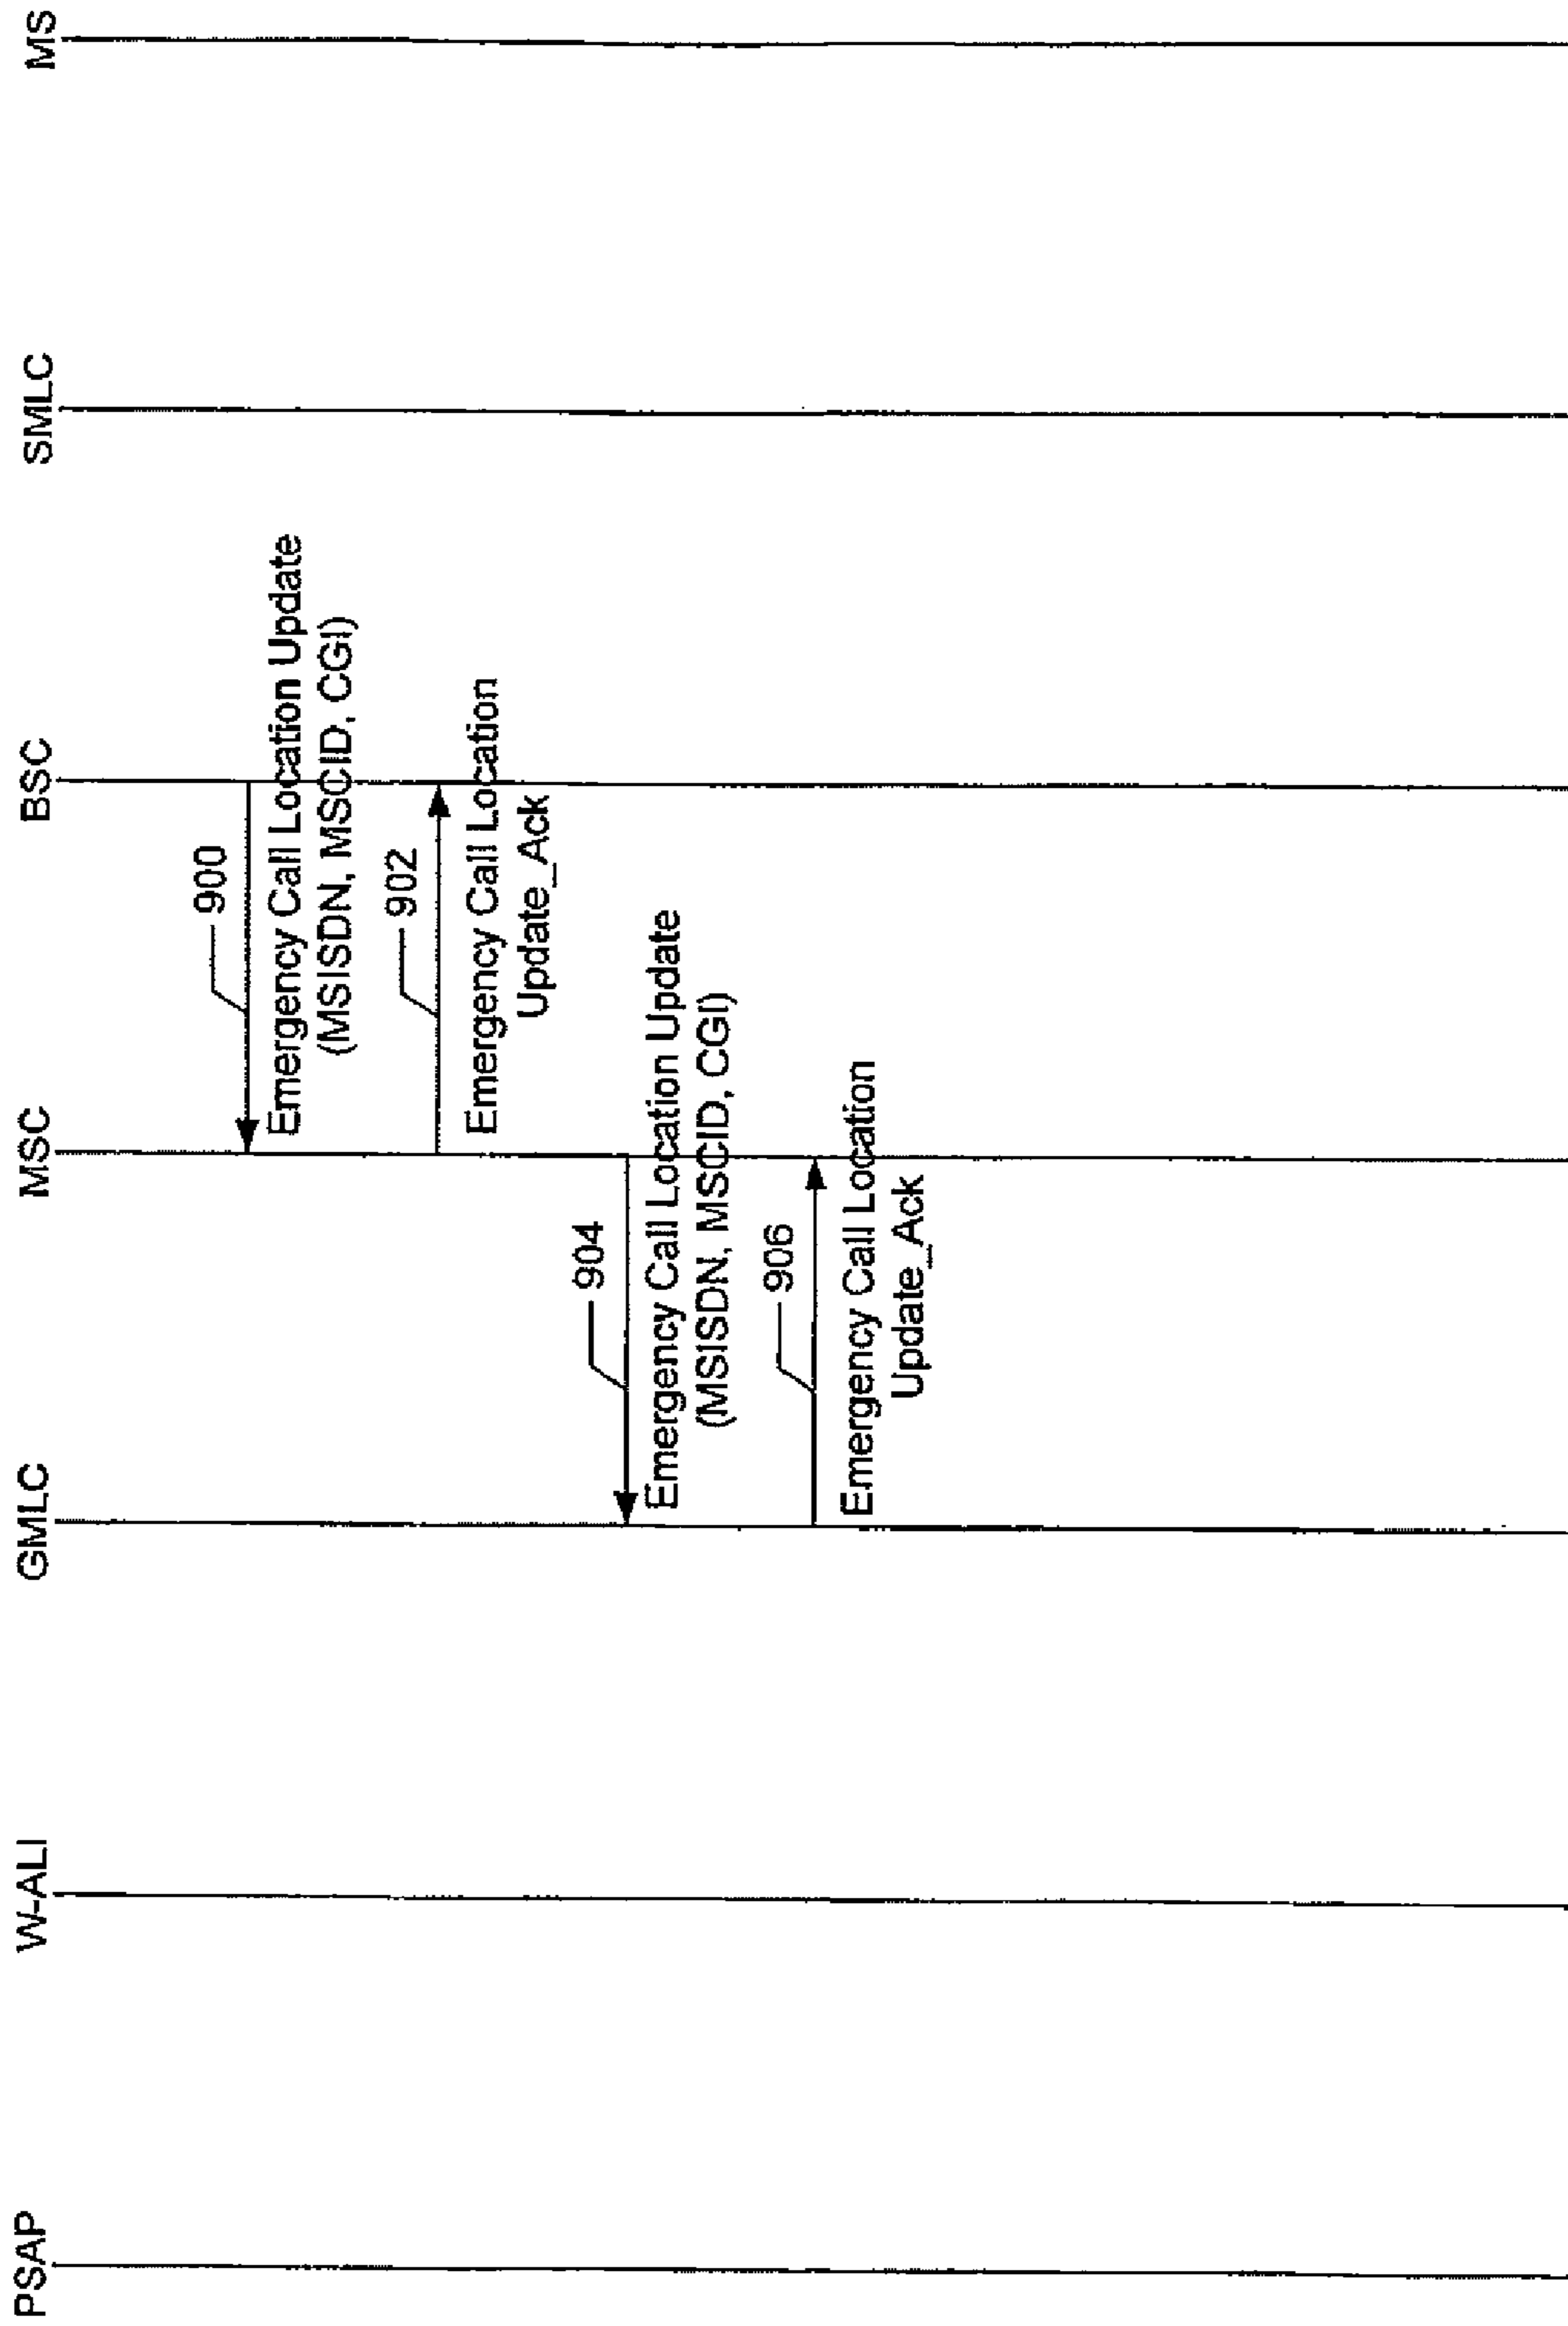 PSAP
W-ALI
GMLC
MSC
BSC
SMLC
MS
900
Emergency Call Location Update
(MSISDN, MSCID, CGI)
902
Emergency Call Location
Update_Ack
904
Emergency Call Location Update
(MSISDN, MSCID, CGI)
906
Emergency Call Location
Update_Ack